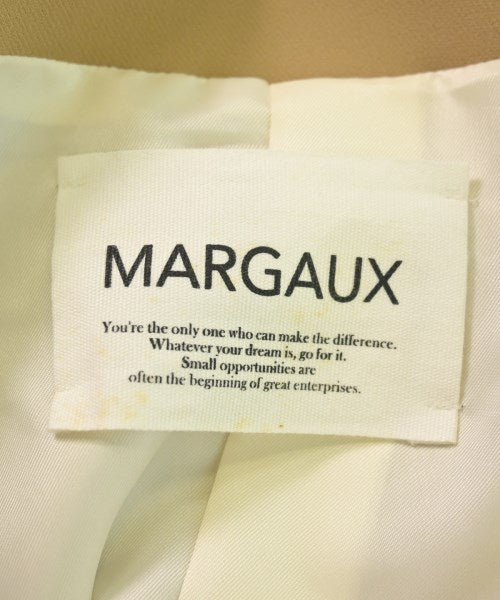 MARGAUX
You're the only one who can make the difference.
Whatever your dream is, go for it.
Small opportunities are
often the beginning of great enterprises.